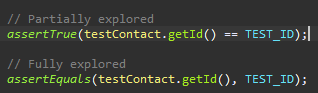 // Partially explored
assertTrue(testContact.getId() == TEST_ID);
// Fully explored
assertEquals(testContact.getId(), TEST_ID);